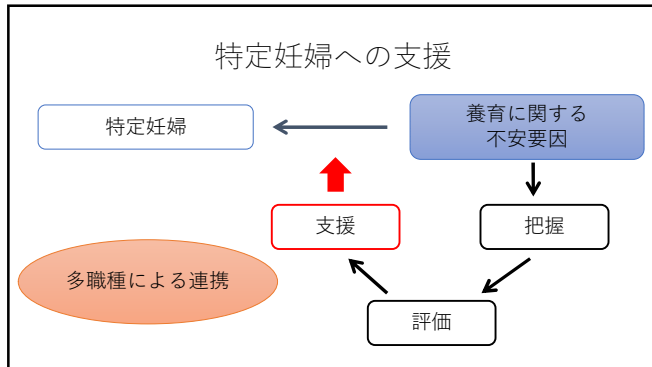 特定妊婦への支援
特定妊婦
養育に関する
不安要因
支援
把握
多職種による連携
評価